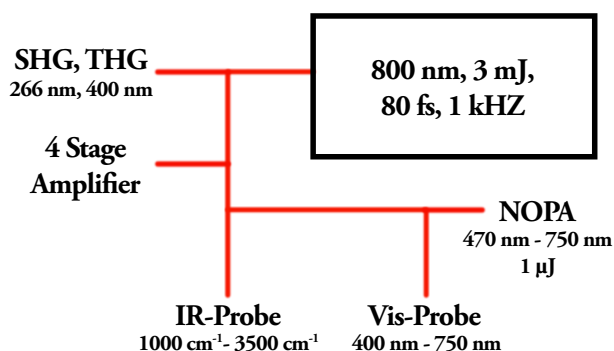 SHG, THG
266 nm, 400 nm
800 nm, 3 mJ,
80 fs, 1 kHZ
4 Stage
Amplifier
NOPA
470 nm - 750 nm
1 µJ
IR-Probe
1000 cm⁻¹- 3500 cm⁻¹
Vis-Probe
400 nm - 750 nm